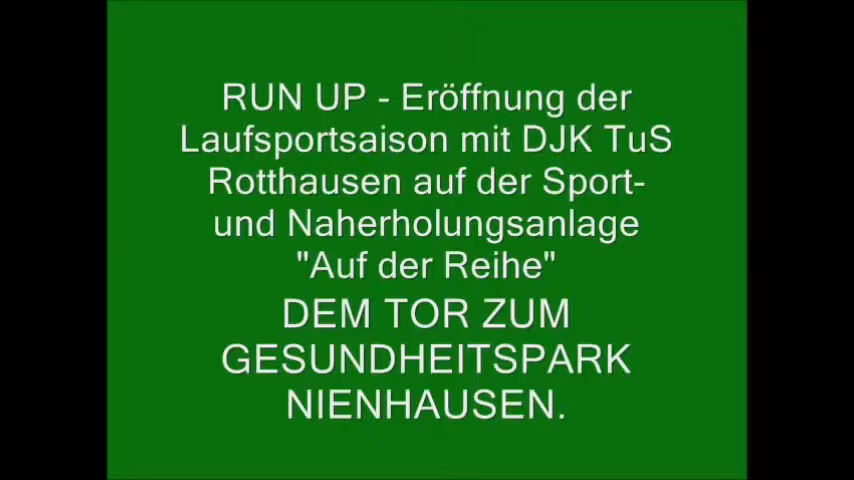 RUN UP - Eröffnung der
Laufsportsaison mit DJK TuS
Rotthausen auf der Sport-
und Naherholungsanlage
"Auf der Reihe"
DEM TOR ZUM
GESUNDHEITSPARK
NIENHAUSEN.